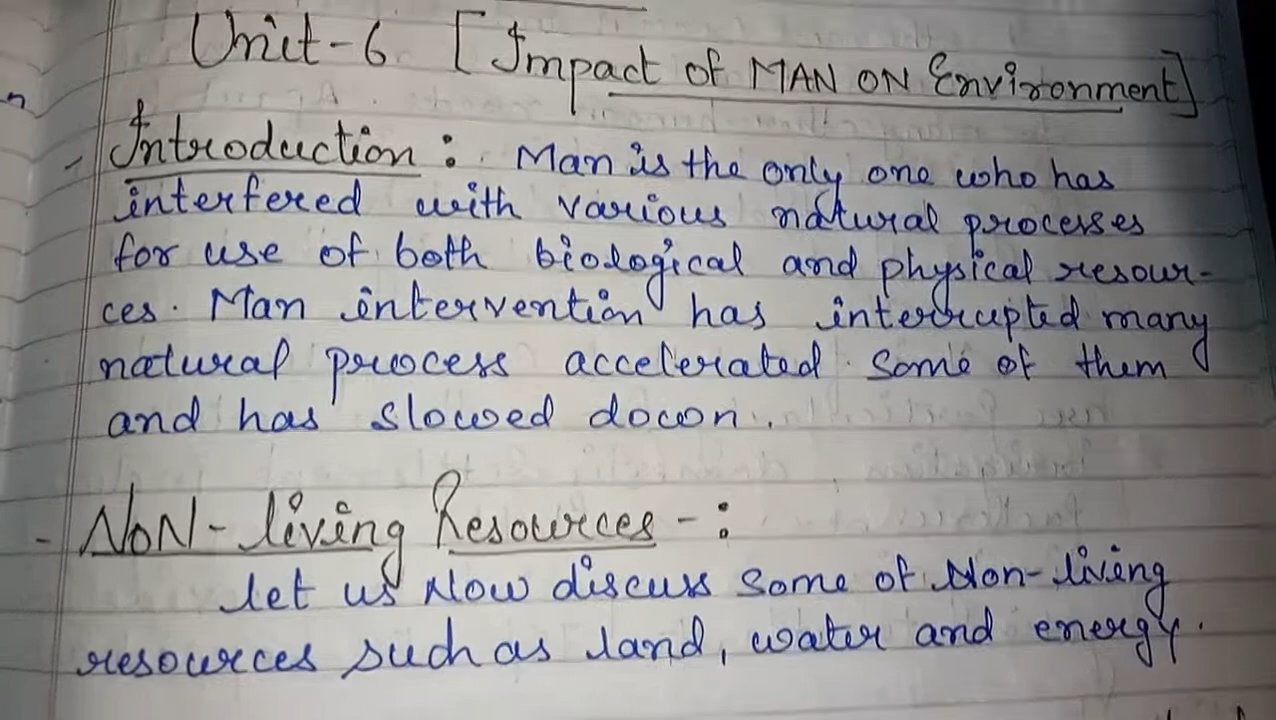 Unit-6 [Impact of MAN ON Environment]
- Introduction : Man is the only one who has
interfered with various natural processes
for use of both biological and physical resour-
ces. Man intervention has interrupted many
natural process accelerated some of them
and has slowed down.
- NON-living Resources -:
let us Now discuss some of Non-living
resources such as land, water and energy.